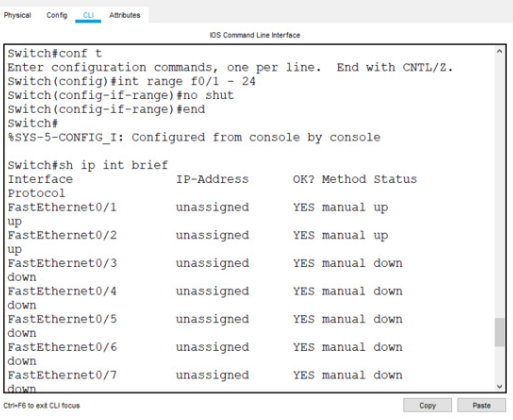 Physical Config CLI Attributes
IOS Command Line Interface
Switch#conf t
Enter configuration commands, one per line. End with CNTL/Z.
Switch(config)#int range f0/1 - 24
Switch(config-if-range)#no shut
Switch(config-if-range)#end
Switch#
%SYS-5-CONFIG_I: Configured from console by console
Switch#sh ip int brief
Interface IP-Address OK? Method Status
Protocol
FastEthernet0/1 unassigned YES manual up
up
FastEthernet0/2 unassigned YES manual up
up
FastEthernet0/3 unassigned YES manual down
down
FastEthernet0/4 unassigned YES manual down
down
FastEthernet0/5 unassigned YES manual down
down
FastEthernet0/6 unassigned YES manual down
down
FastEthernet0/7 unassigned YES manual down
down
Ctrl+F6 to exit CLI focus Copy Paste